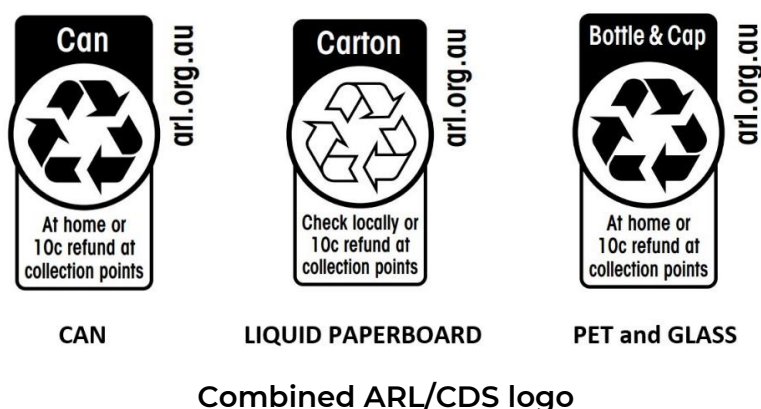 Can
arl.org.au
At home or
10c refund at
collection points
CAN
Carton
arl.org.au
Check locally or
10c refund at
collection points
LIQUID PAPERBOARD
Bottle & Cap
arl.org.au
At home or
10c refund at
collection points
PET and GLASS
Combined ARL/CDS logo